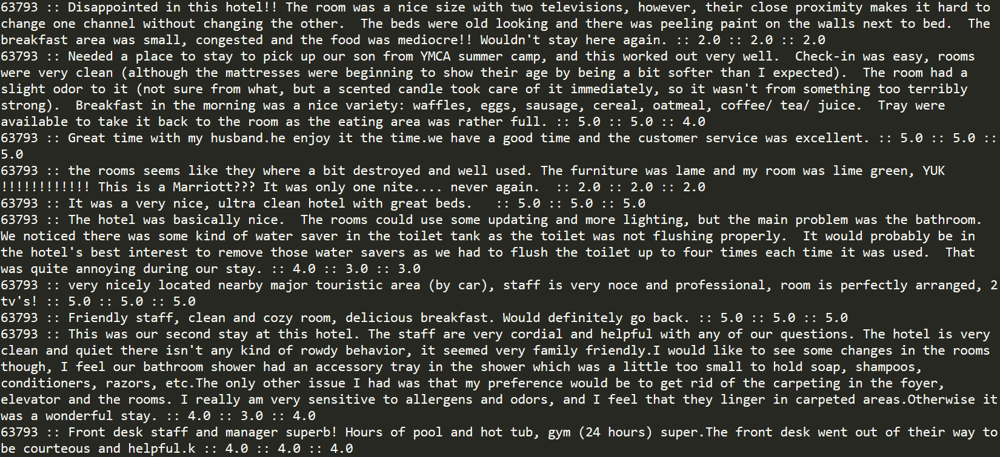 63793 :: Disappointed in this hotel!! The room was a nice size with two televisions, however, their close proximity makes it hard to
change one channel without changing the other.  The beds were old looking and there was peeling paint on the walls next to bed.  The
breakfast area was small, congested and the food was mediocre!! Wouldn't stay here again. :: 2.0 :: 2.0 :: 2.0
63793 :: Needed a place to stay to pick up our son from YMCA summer camp, and this worked out very well.  Check-in was easy, rooms
were very clean (although the mattresses were beginning to show their age by being a bit softer than I expected).  The room had a
slight odor to it (not sure from what, but a scented candle took care of it immediately, so it wasn't from something too terribly
strong).  Breakfast in the morning was a nice variety: waffles, eggs, sausage, cereal, oatmeal, coffee/ tea/ juice.  Tray were
available to take it back to the room as the eating area was rather full. :: 5.0 :: 5.0 :: 4.0
63793 :: Great time with my husband.he enjoy it the time.we have a good time and the customer service was excellent. :: 5.0 :: 5.0 ::
5.0
63793 :: the rooms seems like they where a bit destroyed and well used. The furniture was lame and my room was lime green, YUK
!!!!!!!!!!!! This is a Marriott??? It was only one nite.... never again.  :: 2.0 :: 2.0 :: 2.0
63793 :: It was a very nice, ultra clean hotel with great beds.   :: 5.0 :: 5.0 :: 5.0
63793 :: The hotel was basically nice.  The rooms could use some updating and more lighting, but the main problem was the bathroom.
We noticed there was some kind of water saver in the toilet tank as the toilet was not flushing properly.  It would probably be in
the hotel's best interest to remove those water savers as we had to flush the toilet up to four times each time it was used.  That
was quite annoying during our stay. :: 4.0 :: 3.0 :: 3.0
63793 :: very nicely located nearby major touristic area (by car), staff is very noce and professional, room is perfectly arranged, 2
tv's! :: 5.0 :: 5.0 :: 5.0
63793 :: Friendly staff, clean and cozy room, delicious breakfast. Would definitely go back. :: 5.0 :: 5.0 :: 5.0
63793 :: This was our second stay at this hotel. The staff are very cordial and helpful with any of our questions. The hotel is very
clean and quiet there isn't any kind of rowdy behavior, it seemed very family friendly.I would like to see some changes in the rooms
though, I feel our bathroom shower had an accessory tray in the shower which was a little too small to hold soap, shampoos,
conditioners, razors, etc.The only other issue I had was that my preference would be to get rid of the carpeting in the foyer,
elevator and the rooms. I really am very sensitive to allergens and odors, and I feel that they linger in carpeted areas.Otherwise it
was a wonderful stay. :: 4.0 :: 3.0 :: 4.0
63793 :: Front desk staff and manager superb! Hours of pool and hot tub, gym (24 hours) super.The front desk went out of their way to
be courteous and helpful.k :: 4.0 :: 4.0 :: 4.0